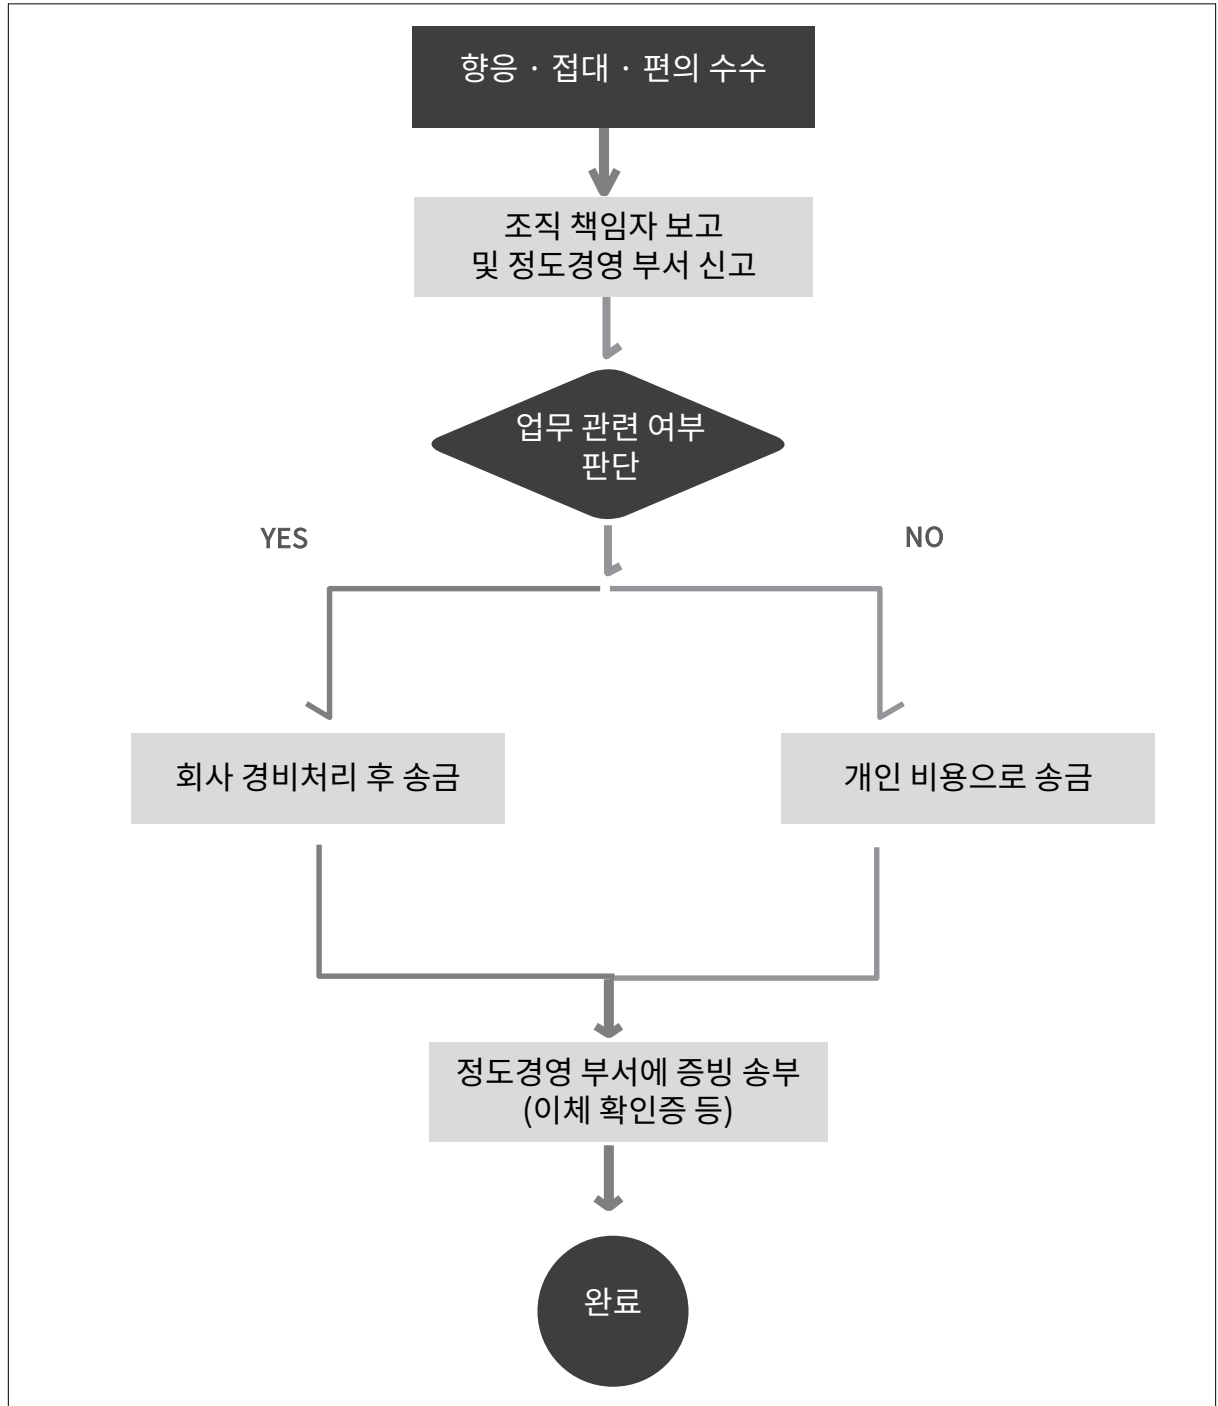 향응 · 접대 · 편의 수수
조직 책임자 보고
및 정도경영 부서 신고
업무 관련 여부
판단
YES
NO
회사 경비처리 후 송금
개인 비용으로 송금
정도경영 부서에 증빙 송부
(이체 확인증 등)
완료